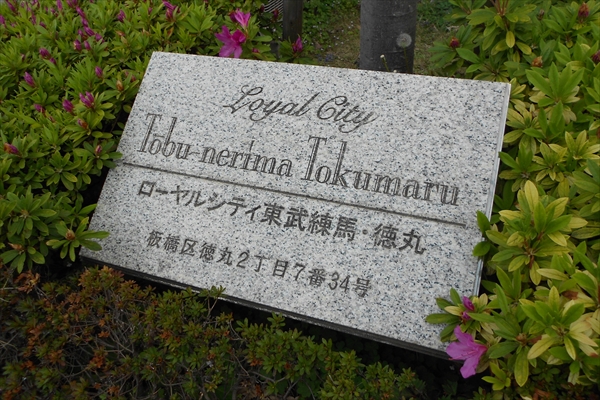 Loyal City
Tobu-nerima Tokumaru
ローヤルシティ東武練馬・徳丸
板橋区徳丸2丁目7番34号